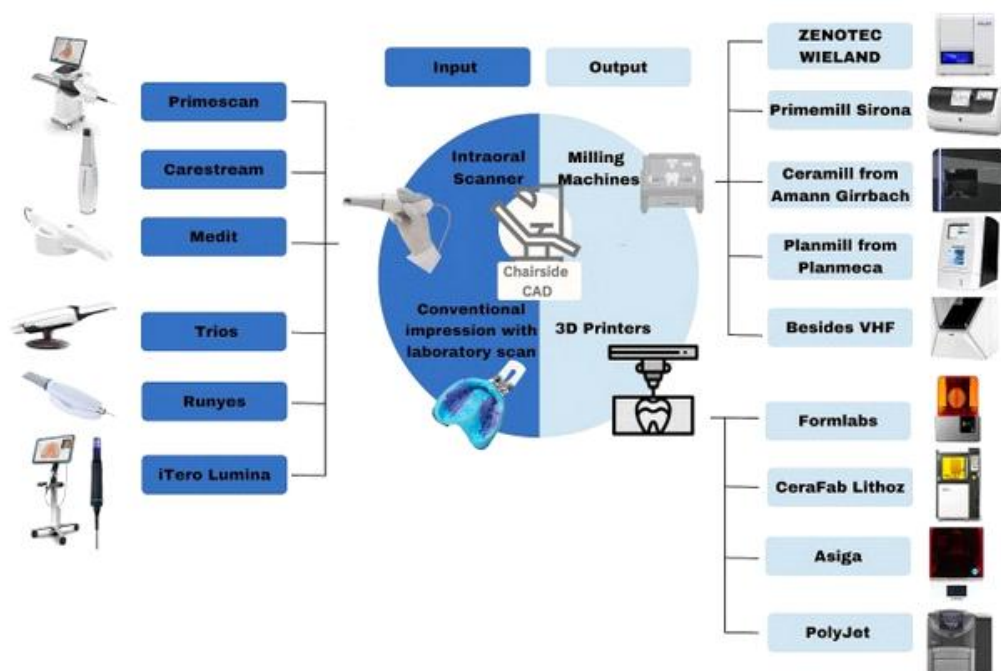 Input
Output
Primescan
Carestream
Medit
Trios
Runyes
iTero Lumina
Intraoral
Scanner
Milling
Machines
Chairside
CAD
Conventional
impression with
laboratory scan
3D Printers
ZENOTEC
WIELAND
Primemill Sirona
Ceramill from
Amann Girrbach
Planmill from
Planmeca
Besides VHF
Formlabs
CeraFab Lithoz
Asiga
PolyJet